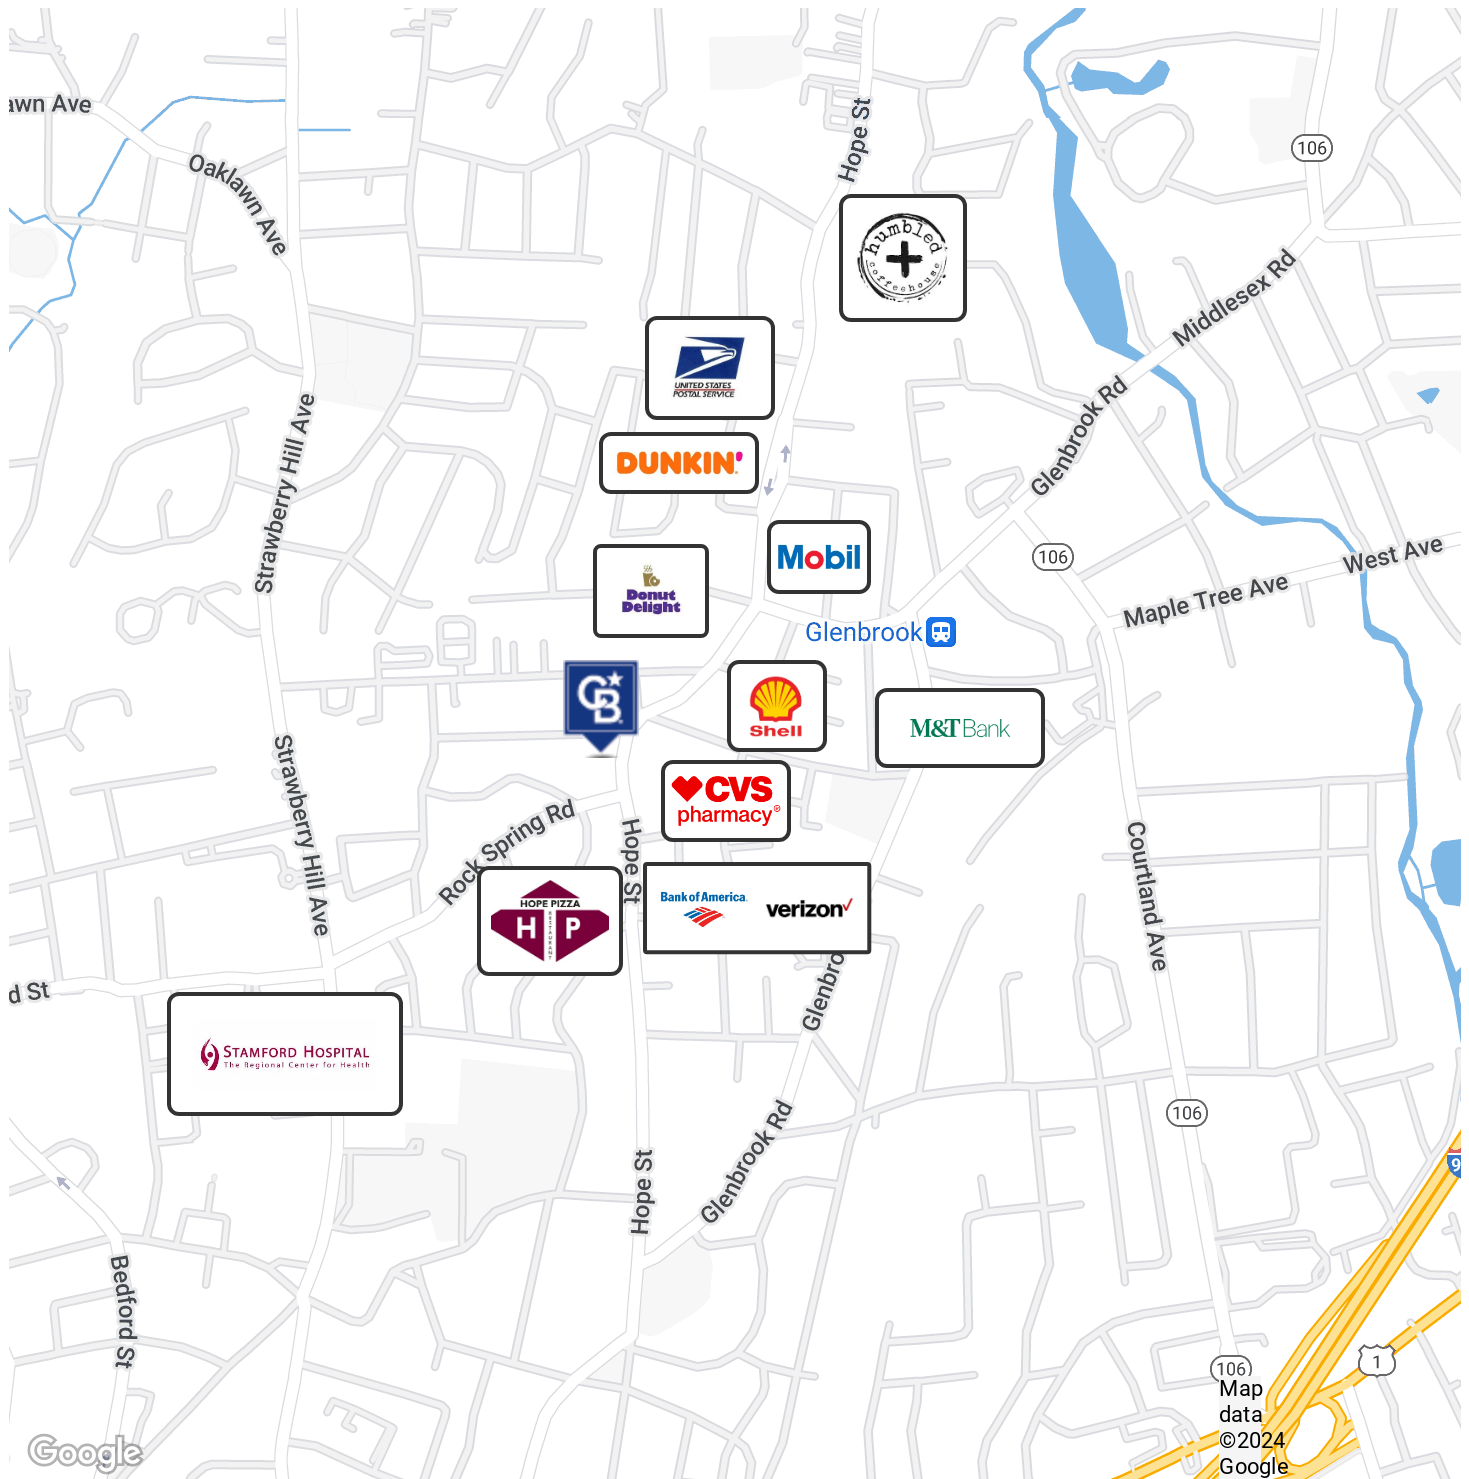 awn Ave
Oaklawn Ave
Hope St
106
humbled
coffeehouse
Middlesex Rd
UNITED STATES
POSTAL SERVICE
Strawberry Hill Ave
DUNKIN'
Glenbrook Rd
Mobil
106
West Ave
Maple Tree Ave
Donut
Delight
Glenbrook
CB
Shell
M&T Bank
Strawberry Hill Ave
CVS
pharmacy®
Rock Spring Rd
Hope St
Courtland Ave
HOPE PIZZA
RESTAURANT
H P
Bank of America
verizon
d St
Glenbro
STAMFORD HOSPITAL
The Regional Center for Health
106
Glenbrook Rd
Hope St
9
Bedford St
106
1
Map
data
©2024
Google
Google